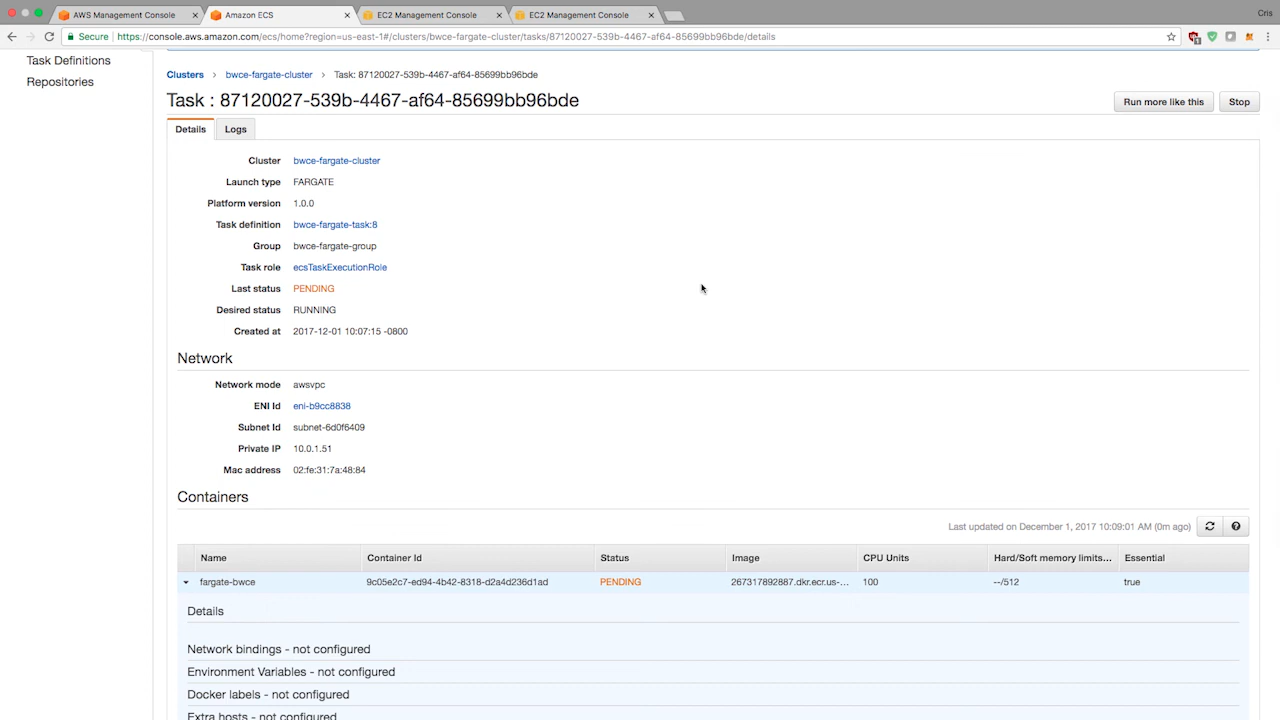 AWS Management Console
Amazon ECS
EC2 Management Console
EC2 Management Console
Cris
Secure
https://console.aws.amazon.com/ecs/home?region=us-east-1#/clusters/bwce-fargate-cluster/tasks/87120027-539b-4467-af64-85699bb96bde/details
Task Definitions
Repositories
Clusters > bwce-fargate-cluster > Task: 87120027-539b-4467-af64-85699bb96bde
Task : 87120027-539b-4467-af64-85699bb96bde
Run more like this
Stop
Details
Logs
Cluster bwce-fargate-cluster
Launch type FARGATE
Platform version 1.0.0
Task definition bwce-fargate-task:8
Group bwce-fargate-group
Task role ecsTaskExecutionRole
Last status PENDING
Desired status RUNNING
Created at 2017-12-01 10:07:15 -0800
Network
Network mode awsvpc
ENI Id eni-b9cc8838
Subnet Id subnet-6d0f6409
Private IP 10.0.1.51
Mac address 02:fe:31:7a:48:84
Containers
Last updated on December 1, 2017 10:09:01 AM (0m ago)
Name Container Id Status Image CPU Units Hard/Soft memory limits... Essential
fargate-bwce 9c05e2c7-ed94-4b42-8318-d2a4d236d1ad PENDING 267317892887.dkr.ecr.us-... 100 --/512 true
Details
Network bindings - not configured
Environment Variables - not configured
Docker labels - not configured
Extra hosts - not configured